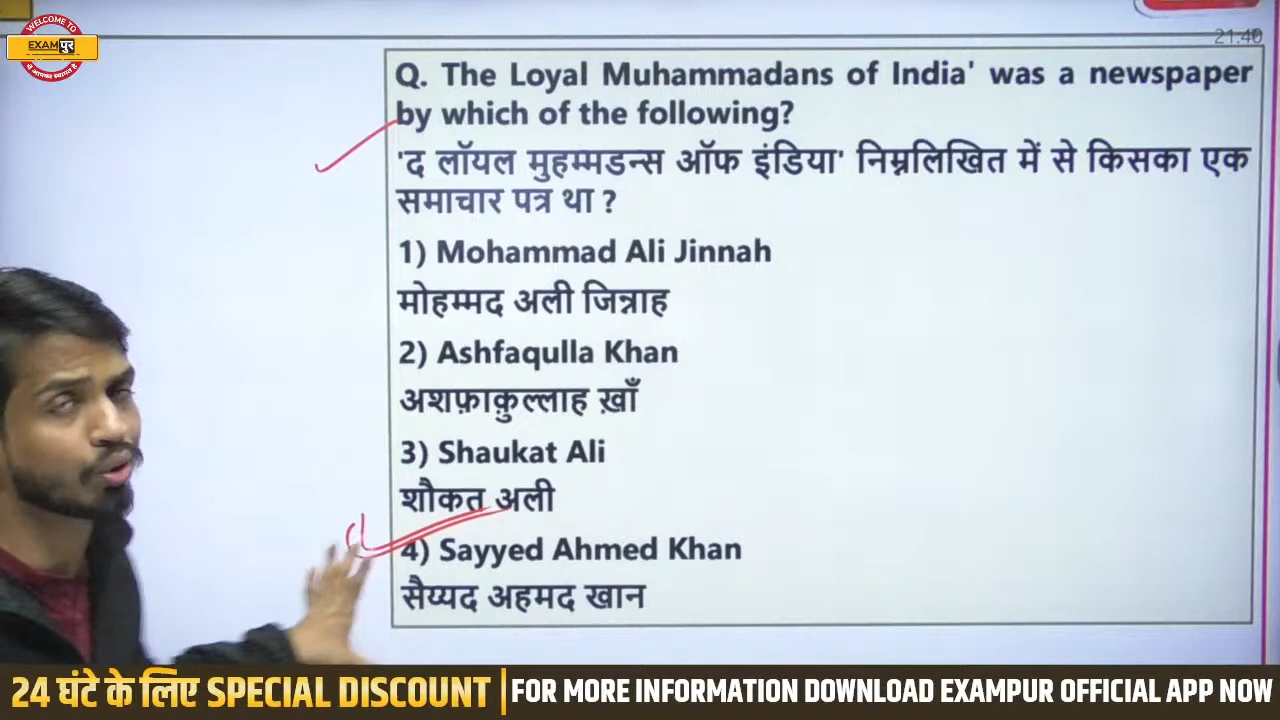 WELCOME TO
EXAMपुर
में आपका स्वागत है
21:40
Q. The Loyal Muhammadans of India' was a newspaper
by which of the following?
'द लॉयल मुहम्मडन्स ऑफ इंडिया' निम्नलिखित में से किसका एक
समाचार पत्र था ?
1) Mohammad Ali Jinnah
मोहम्मद अली जिन्नाह
2) Ashfaqulla Khan
अशफ़ाक़ुल्लाह ख़ाँ
3) Shaukat Ali
शौकत अली
4) Sayyed Ahmed Khan
सैय्यद अहमद खान
24 घंटे के लिए SPECIAL DISCOUNT | FOR MORE INFORMATION DOWNLOAD EXAMPUR OFFICIAL APP NOW